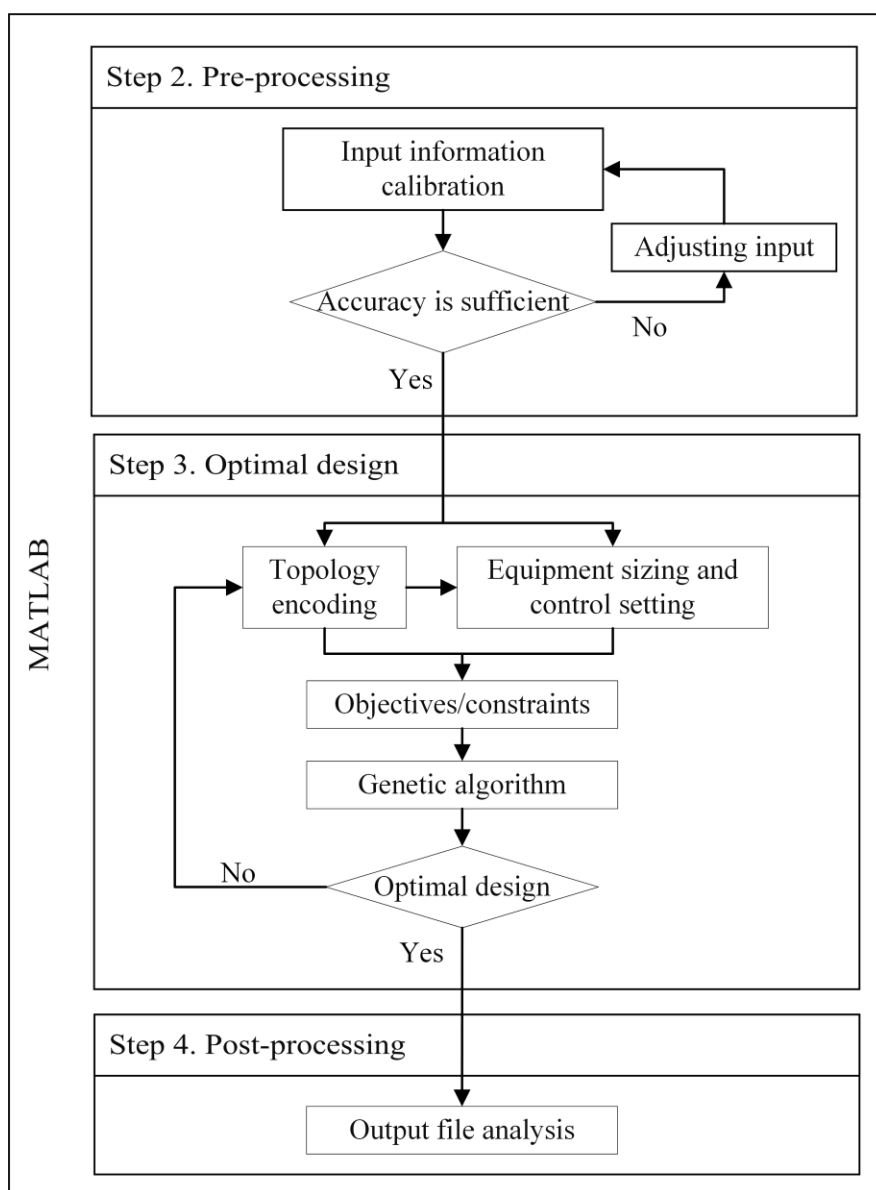 MATLAB
Step 2. Pre-processing
Input information
calibration
Adjusting input
Accuracy is sufficient
No
Yes
Step 3. Optimal design
Topology
encoding
Equipment sizing and
control setting
Objectives/constraints
Genetic algorithm
No
Optimal design
Yes
Step 4. Post-processing
Output file analysis